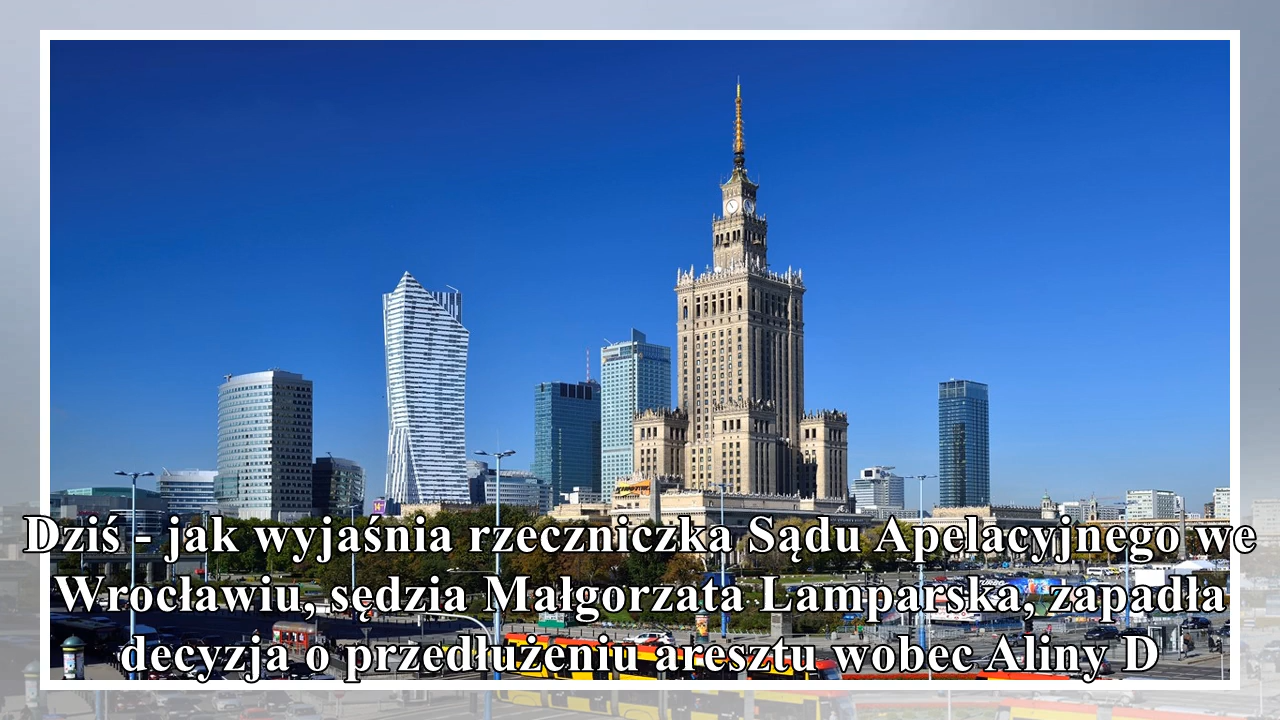 Dziś - jak wyjaśnia rzeczniczka Sądu Apelacyjnego we
Wrocławiu, sędzia Małgorzata Lamparska, zapadła
decyzja o przedłużeniu aresztu wobec Aliny D